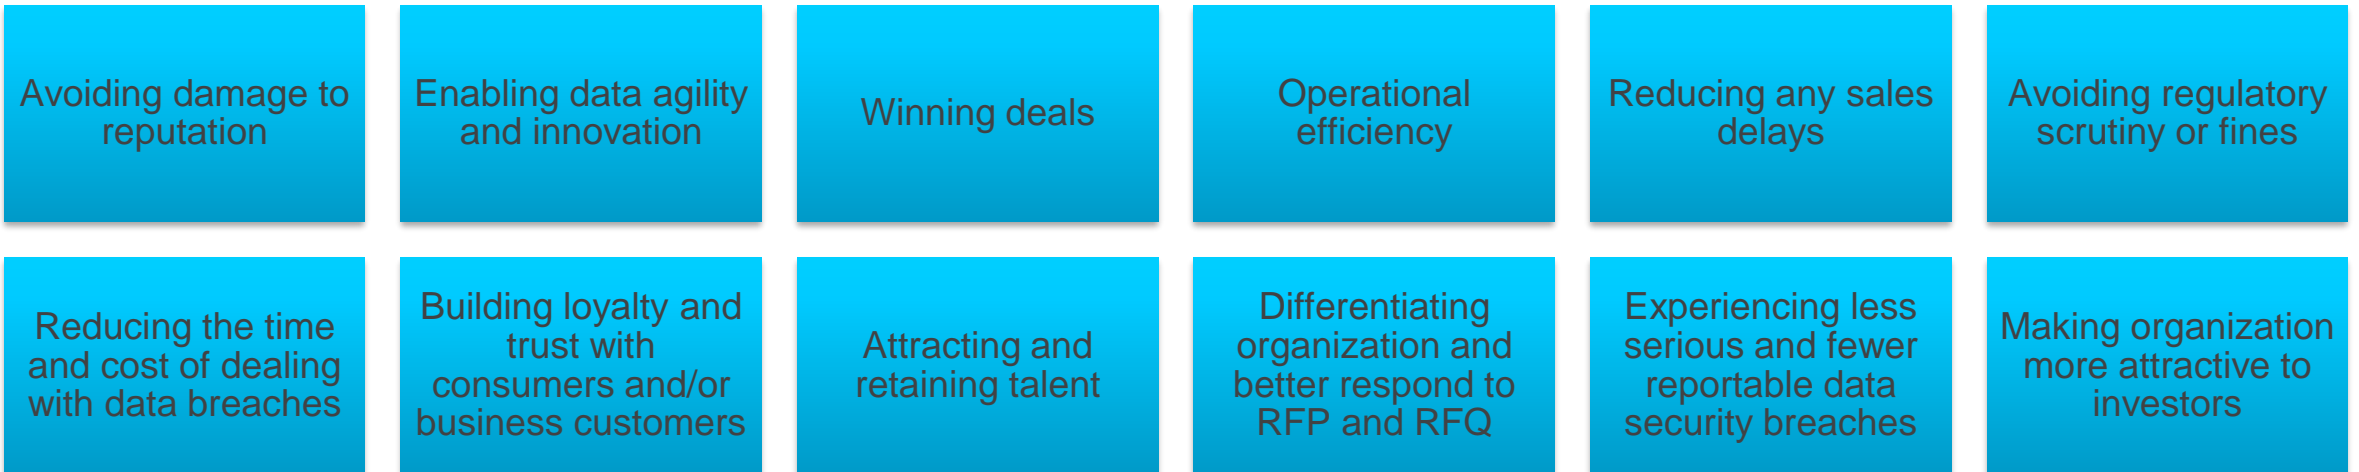 Avoiding damage to
reputation
Enabling data agility
and innovation
Winning deals
Operational
efficiency
Reducing any sales
delays
Avoiding regulatory
scrutiny or fines
Reducing the time
and cost of dealing
with data breaches
Building loyalty and
trust with
consumers and/or
business customers
Attracting and
retaining talent
Differentiating
organization and
better respond to
RFP and RFQ
Experiencing less
serious and fewer
reportable data
security breaches
Making organization
more attractive to
investors